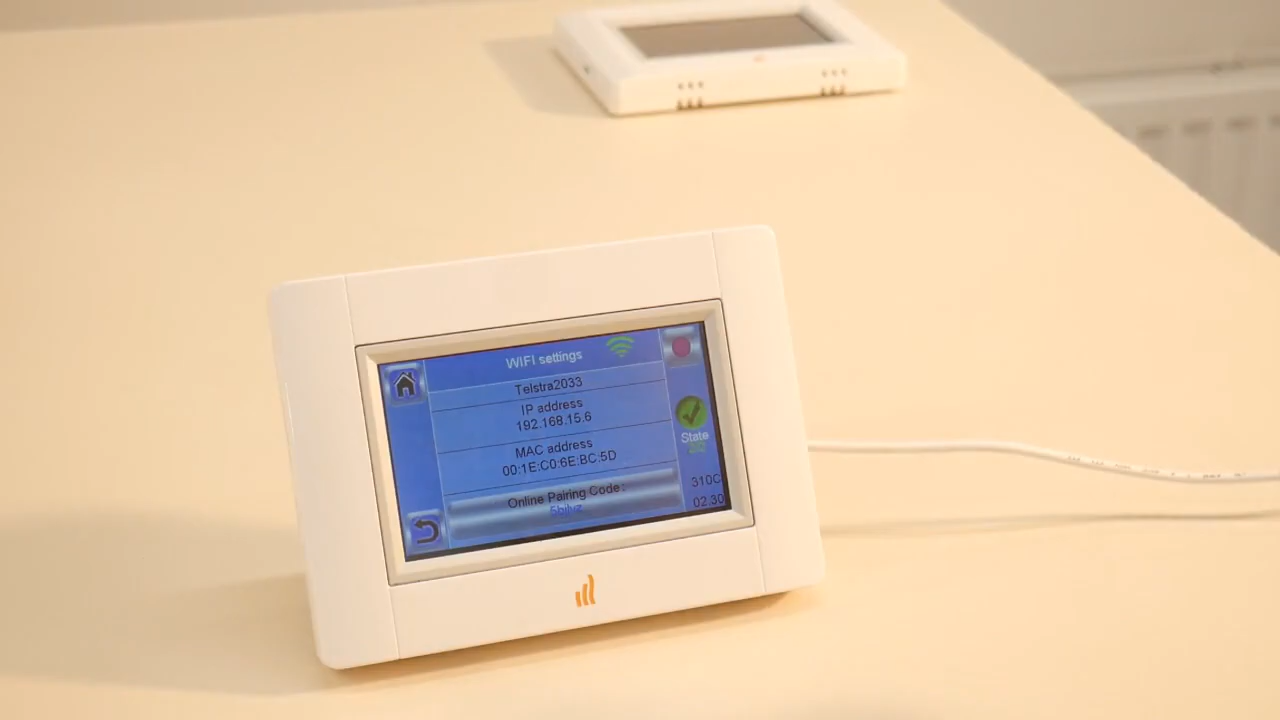 WIFI settings
Telstra2033
IP address
192.168.15.6
MAC address
00:1E:C0:6E:BC:5D
Online Pairing Code:
5bilvz
State
310C
02.30